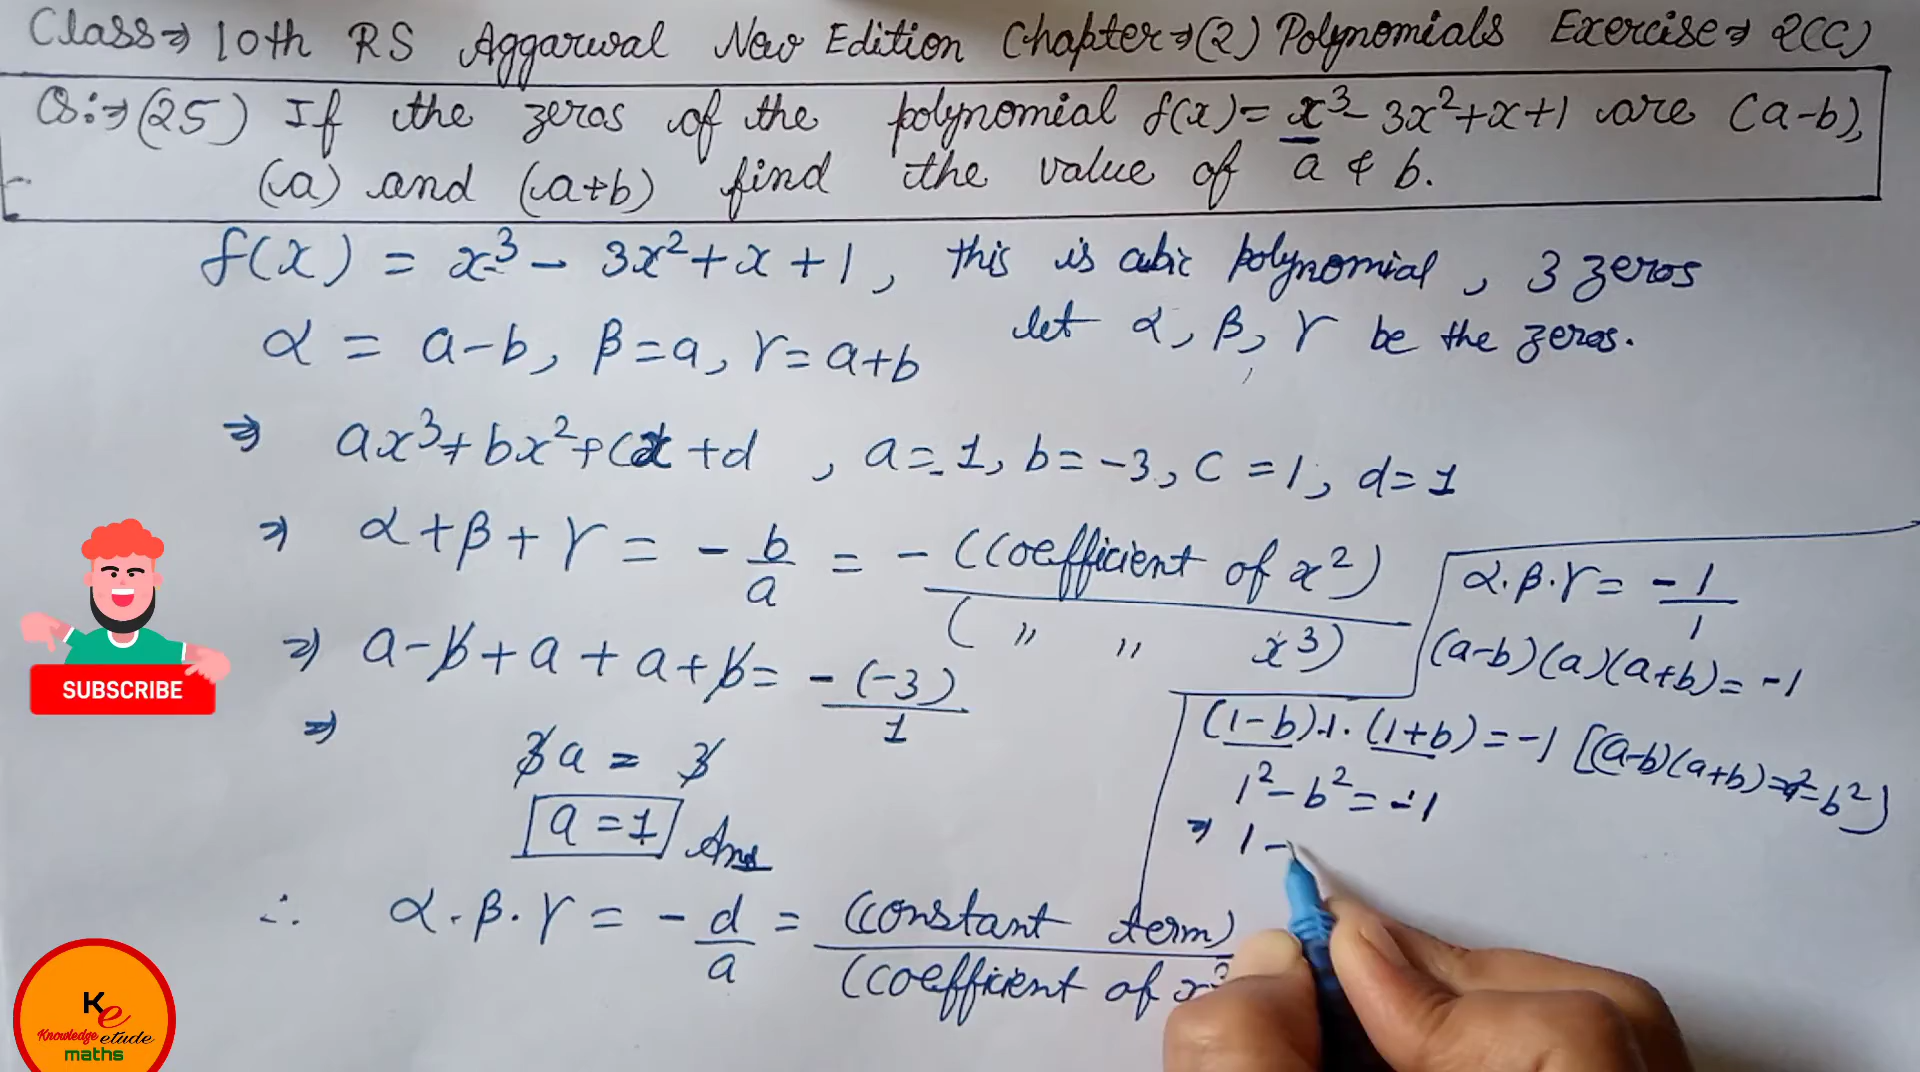 Class⇒ 10th RS Aggarwal New Edition Chapter⇒(2) Polynomials Exercise⇒ 2(C)
Q:⇒(25) If the zeros of the polynomial f(x)= x³- 3x²+x+1 are (a-b),
(a) and (a+b) find the value of a & b.
f(x) = x³ - 3x²+x+1, this is cubic polynomial, 3 zeros
let α, β, γ be the zeros.
α = a-b, β=a, γ=a+b
⇒ ax³+bx²+cx+d , a=1, b=-3, c=1, d=1
⇒ α+β+γ = -b/a = -(Coefficient of x²)/( " " x³)
⇒ a-b+a+a+b= -(-3)/1
⇒ 3a = 3
a=1 Ans
∴ α.β.γ = -d/a = (Constant term)/(Coefficient of x³
α.β.γ= -1/1
(a-b)(a)(a+b)= -1
(1-b).1.(1+b)=-1 [(a-b)(a+b)=a²-b²]
1²-b²=-1
⇒ 1-
SUBSCRIBE
Ke
Knowledge etude
maths